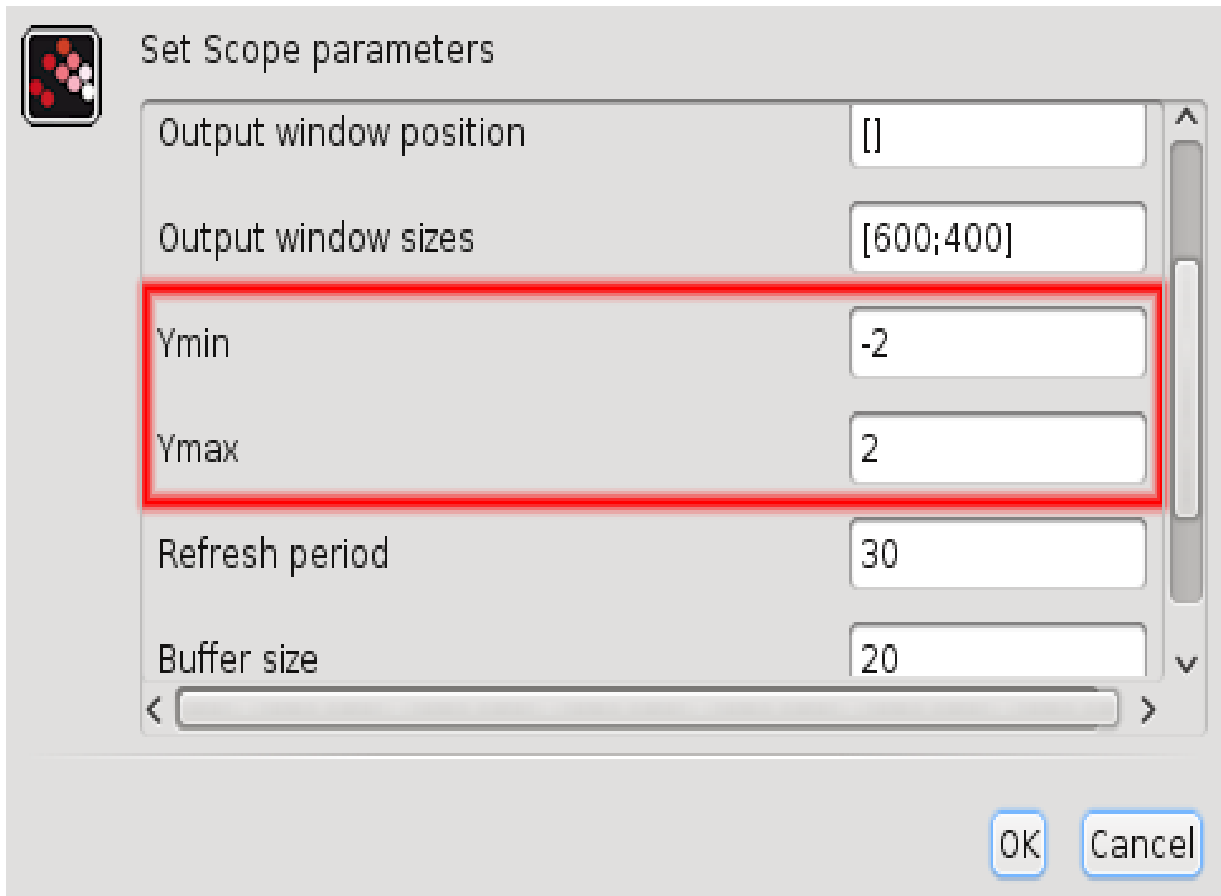 Set Scope parameters
Output window position []
Output window sizes [600;400]
Ymin -2
Ymax 2
Refresh period 30
Buffer size 20
OK Cancel